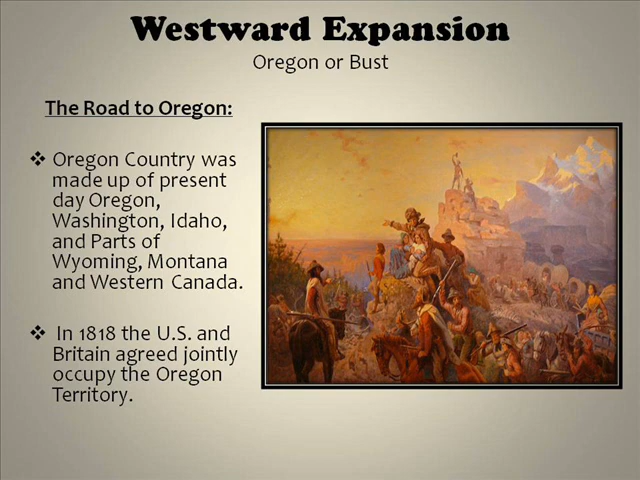 Westward Expansion
Oregon or Bust
The Road to Oregon:
❖ Oregon Country was
made up of present
day Oregon,
Washington, Idaho,
and Parts of
Wyoming, Montana
and Western Canada.
❖ In 1818 the U.S. and
Britain agreed jointly
occupy the Oregon
Territory.